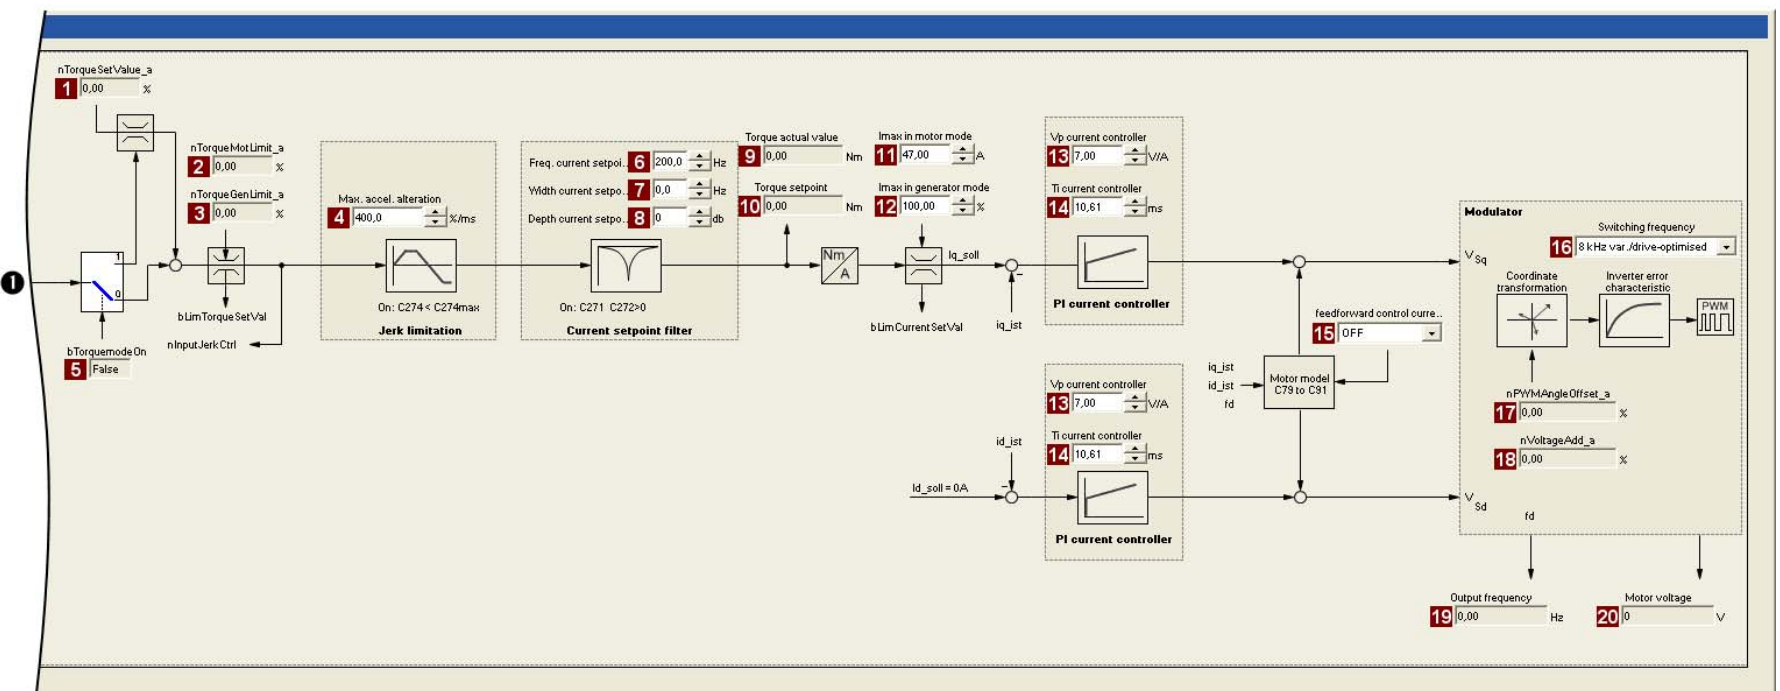 nTorqueSetValue_a
1 0,00 %
nTorqueMotLimit_a
2 0,00 %
nTorqueGenLimit_a
3 0,00 %
❶
1
0
bTorquemodeOn
5 False
bLimTorqueSetVal
nInputJerkCtrl
Max. accel. alteration
4 400,0 %/ms
On: C274 < C274max
Jerk limitation
Freq. current setpoi.. 6 200,0 Hz
Width current setpo.. 7 0,0 Hz
Depth current setpo.. 8 0 db
On: C271 C272>0
Current setpoint filter
Torque actual value
9 0,00 Nm
Torque setpoint
10 0,00 Nm
Nm
A
Imax in motor mode
11 47,00 A
Imax in generator mode
12 100,00 %
Iq_soll
bLimCurrentSetVal
iq_ist
-
Vp current controller
13 7,00 V/A
Ti current controller
14 10,61 ms
PI current controller
Vp current controller
13 7,00 V/A
Ti current controller
14 10,61 ms
PI current controller
id_ist
-
Id_soll = 0A
feedforward control curre..
15 OFF
iq_ist
id_ist
fd
Motor model
C79 to C91
Modulator
Switching frequency
16 8 kHz var./drive-optimised
V Sq
Coordinate
transformation
Inverter error
characteristic
PWM
nPWMAngleOffset_a
17 0,00 %
nVoltageAdd_a
18 0,00 %
V Sd
fd
Output frequency
19 0,00 Hz
Motor voltage
20 0 V